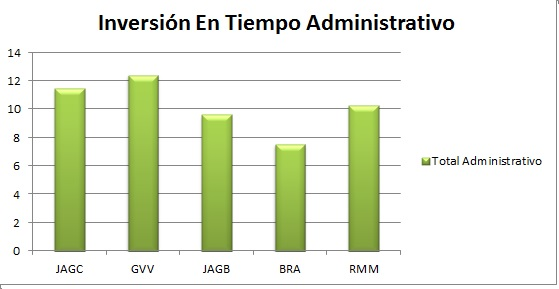 Inversión En Tiempo Administrativo
14
12
10
8
6
4
2
0
JAGC GVV JAGB BRA RMM
Total Administrativo